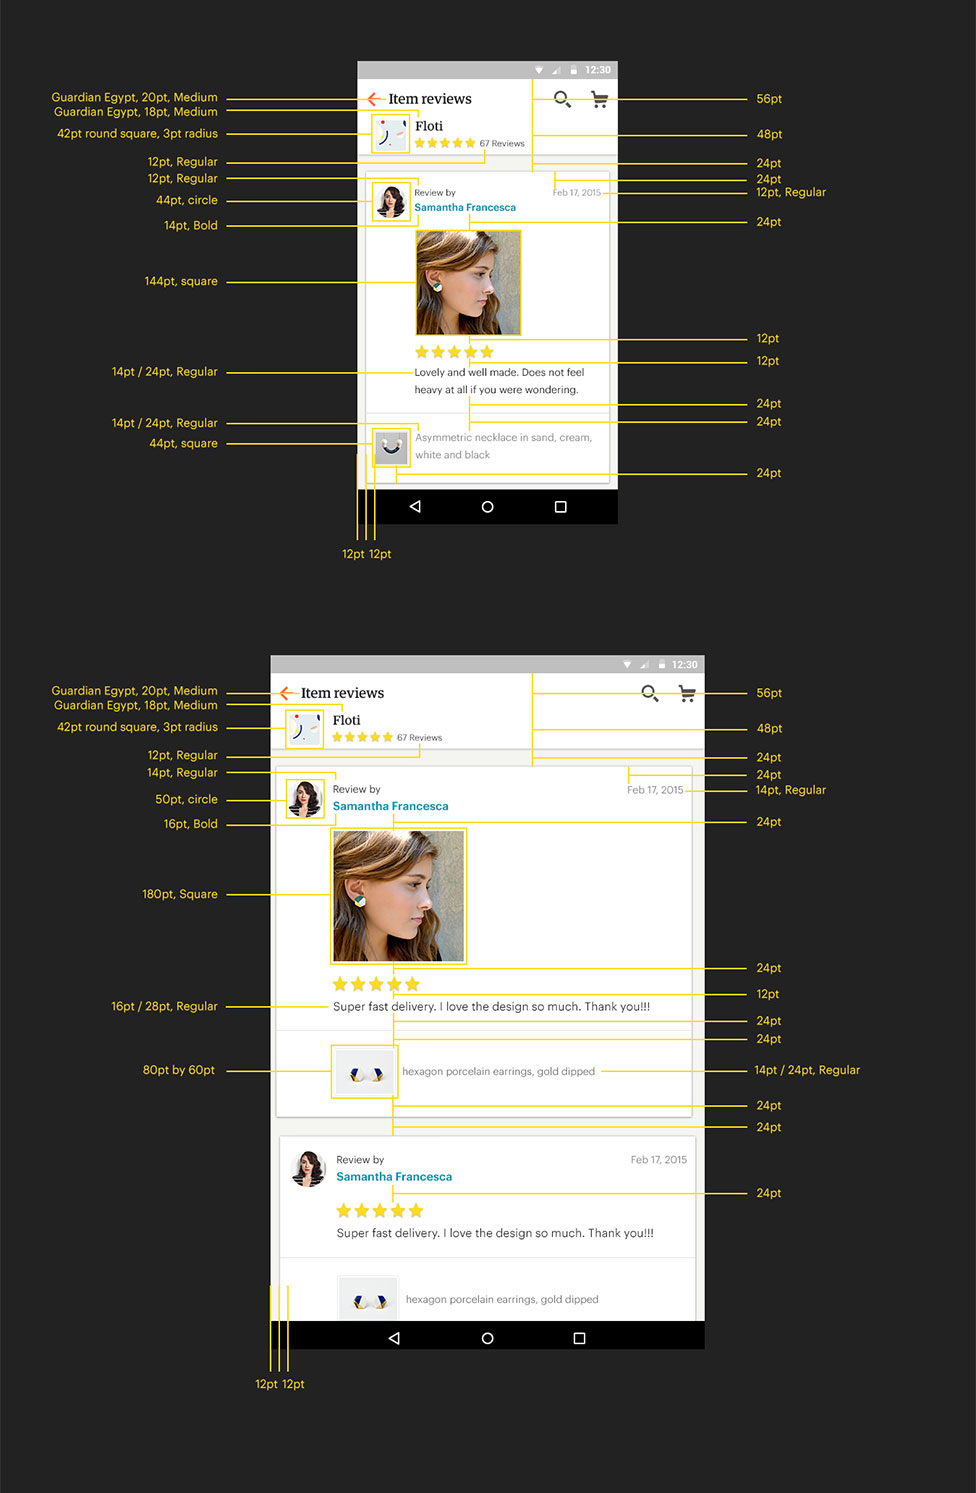 12:30
Guardian Egypt, 20pt, Medium
Item reviews
56pt
Guardian Egypt, 18pt, Medium
Floti
42pt round square, 3pt radius
48pt
67 Reviews
12pt, Regular
24pt
12pt, Regular
24pt
Review by
Feb 17, 2015
12pt, Regular
44pt, circle
Samantha Francesca
14pt, Bold
24pt
144pt, square
12pt
12pt
14pt / 24pt, Regular
Lovely and well made. Does not feel
heavy at all if you were wondering.
24pt
14pt / 24pt, Regular
24pt
Asymmetric necklace in sand, cream,
44pt, square
white and black
24pt
12pt 12pt
12:30
Guardian Egypt, 20pt, Medium
Item reviews
56pt
Guardian Egypt, 18pt, Medium
Floti
42pt round square, 3pt radius
48pt
67 Reviews
12pt, Regular
24pt
14pt, Regular
24pt
Review by
Feb 17, 2015
14pt, Regular
50pt, circle
Samantha Francesca
16pt, Bold
24pt
180pt, Square
24pt
12pt
16pt / 28pt, Regular
Super fast delivery. I love the design so much. Thank you!!!
24pt
24pt
80pt by 60pt
hexagon porcelain earrings, gold dipped
14pt / 24pt, Regular
24pt
24pt
Review by
Feb 17, 2015
Samantha Francesca
24pt
Super fast delivery. I love the design so much. Thank you!!!
hexagon porcelain earrings, gold dipped
12pt 12pt